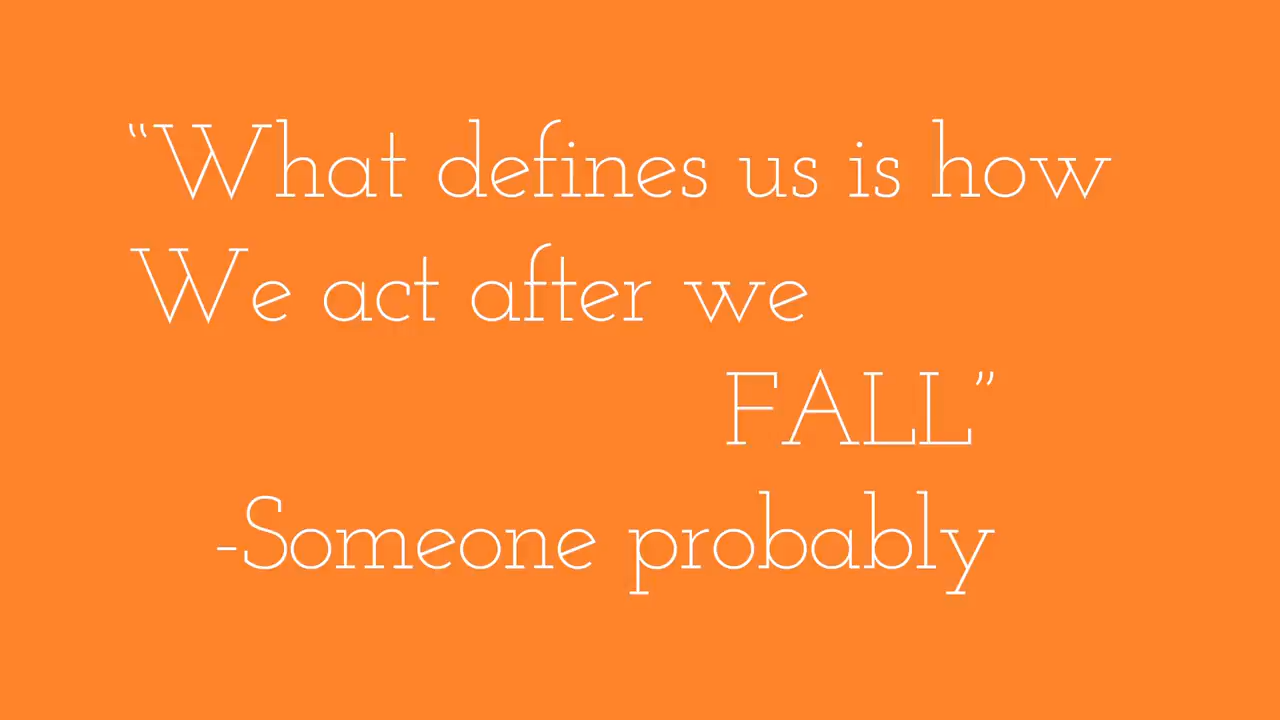 “What defines us is how
We act after we
FALL”
-Someone probably